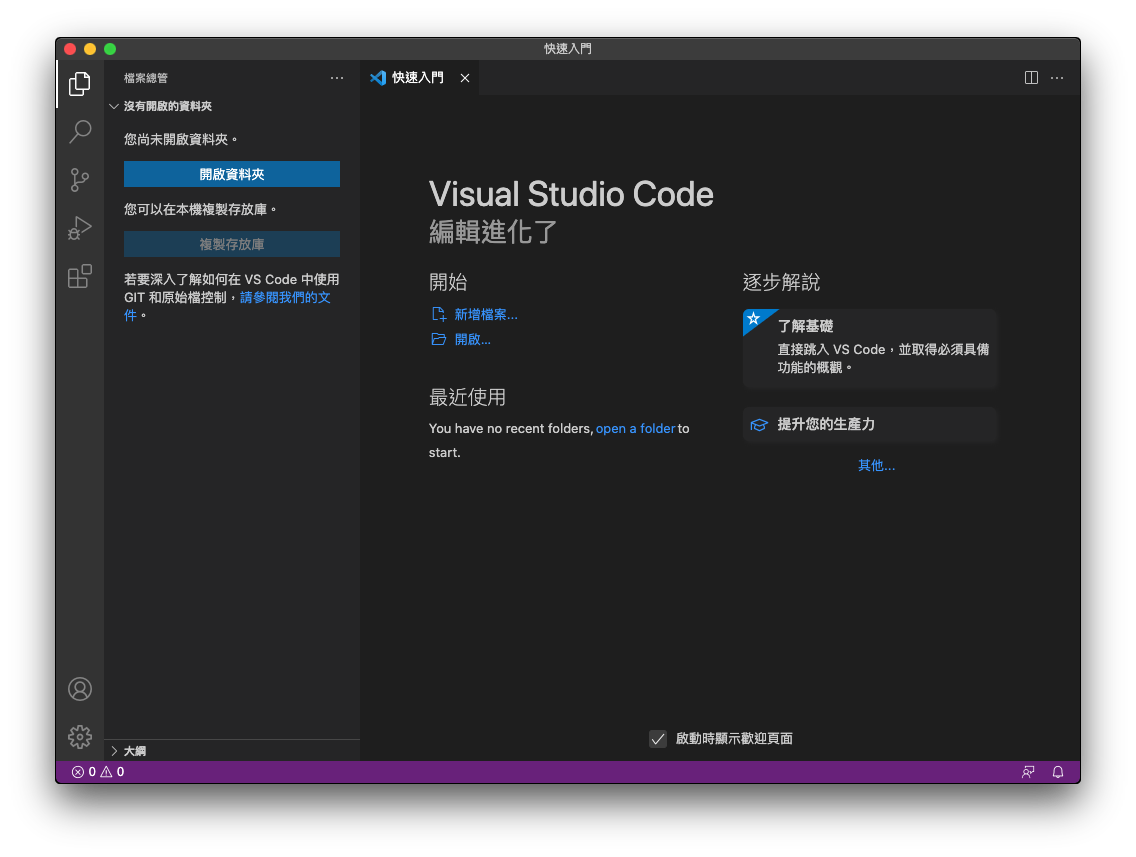 快速入門
檔案總管
快速入門
沒有開啟的資料夾
您尚未開啟資料夾。
開啟資料夾
您可以在本機複製存放庫。
複製存放庫
若要深入了解如何在 VS Code 中使用
GIT 和原始檔控制，請參閱我們的文
件。
Visual Studio Code
編輯進化了
開始
新增檔案...
開啟...
最近使用
You have no recent folders, open a folder to
start.
逐步解說
了解基礎
直接跳入 VS Code，並取得必須具備
功能的概觀。
提升您的生產力
其他...
啟動時顯示歡迎頁面
大綱
0 0